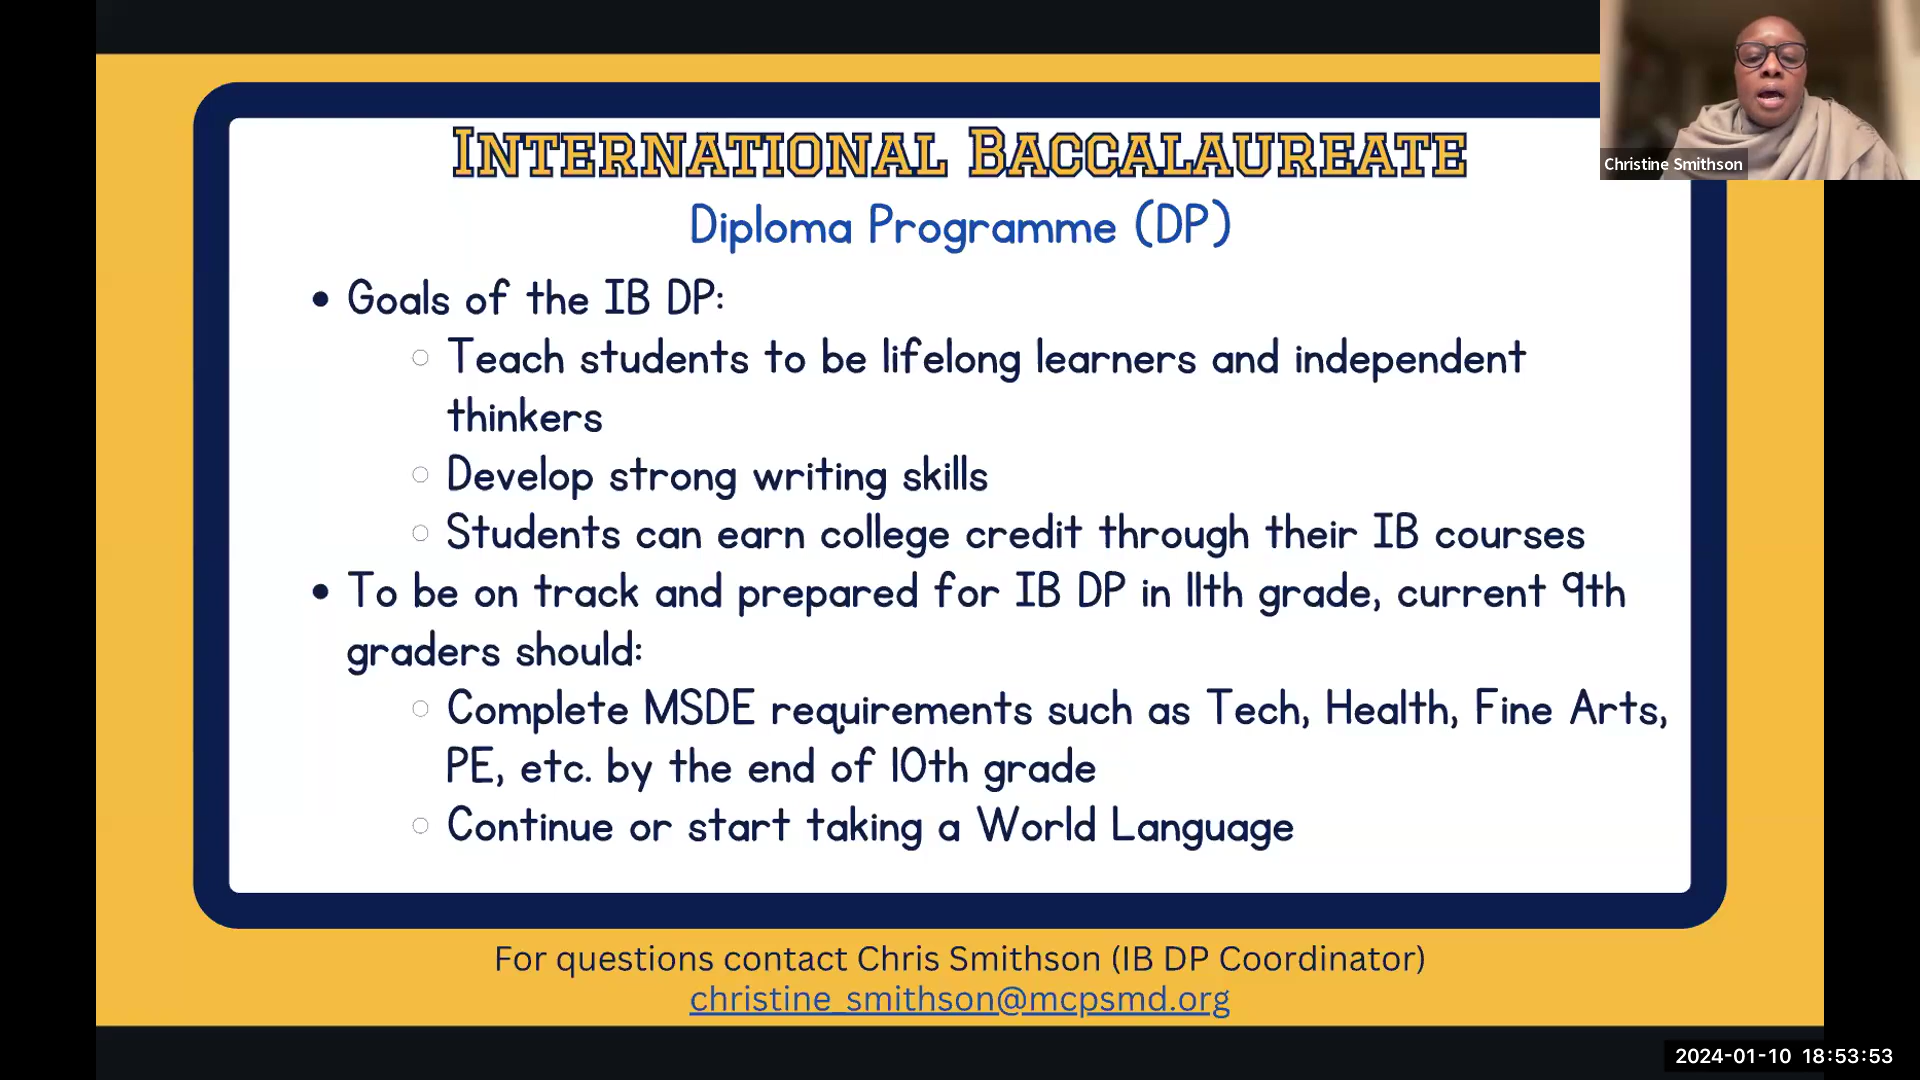 International Baccalaureate
Christine Smithson
Diploma Programme (DP)
• Goals of the IB DP:
○ Teach students to be lifelong learners and independent
thinkers
○ Develop strong writing skills
○ Students can earn college credit through their IB courses
• To be on track and prepared for IB DP in 11th grade, current 9th
graders should:
○ Complete MSDE requirements such as Tech, Health, Fine Arts,
PE, etc. by the end of 10th grade
○ Continue or start taking a World Language
For questions contact Chris Smithson (IB DP Coordinator)
christine_smithson@mcpsmd.org
2024-01-10 18:53:53